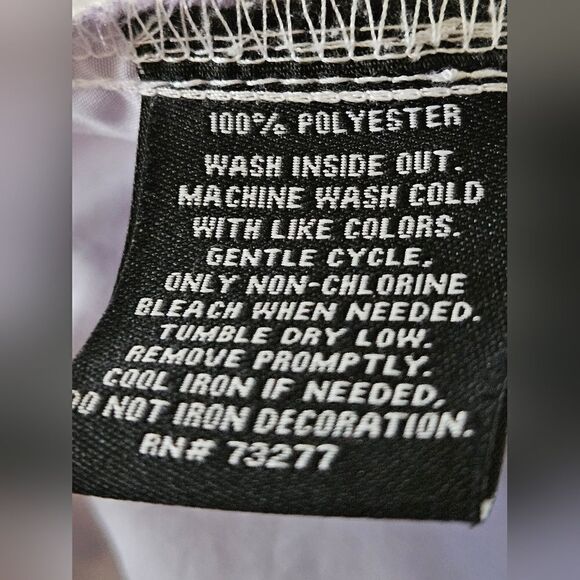 100% POLYESTER
WASH INSIDE OUT.
MACHINE WASH COLD
WITH LIKE COLORS.
GENTLE CYCLE.
ONLY NON-CHLORINE
BLEACH WHEN NEEDED.
TUMBLE DRY LOW.
REMOVE PROMPTLY.
COOL IRON IF NEEDED.
DO NOT IRON DECORATION.
RN# 73277